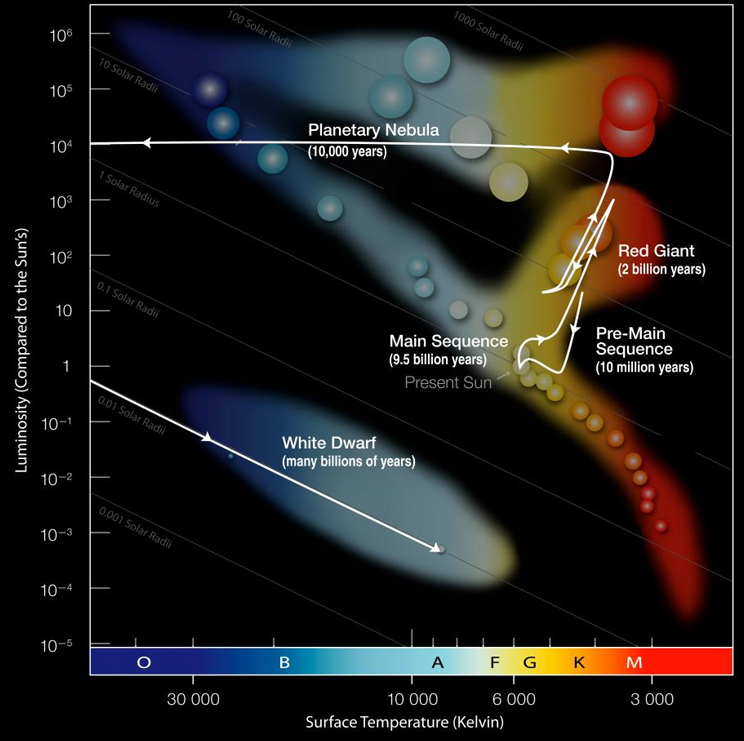 100 Solar Radii
1000 Solar Radii
10 Solar Radii
1 Solar Radius
0.1 Solar Radii
0.01 Solar Radii
0.001 Solar Radii
Planetary Nebula
(10,000 years)
Red Giant
(2 billion years)
Main Sequence
(9.5 billion years)
Present Sun
Pre-Main
Sequence
(10 million years)
White Dwarf
(many billions of years)
Luminosity (Compared to the Sun's)
10⁶
10⁵
10⁴
10³
10²
10
1
10⁻¹
10⁻²
10⁻³
10⁻⁴
10⁻⁵
O B A F G K M
30 000 10 000 6 000 3 000
Surface Temperature (Kelvin)